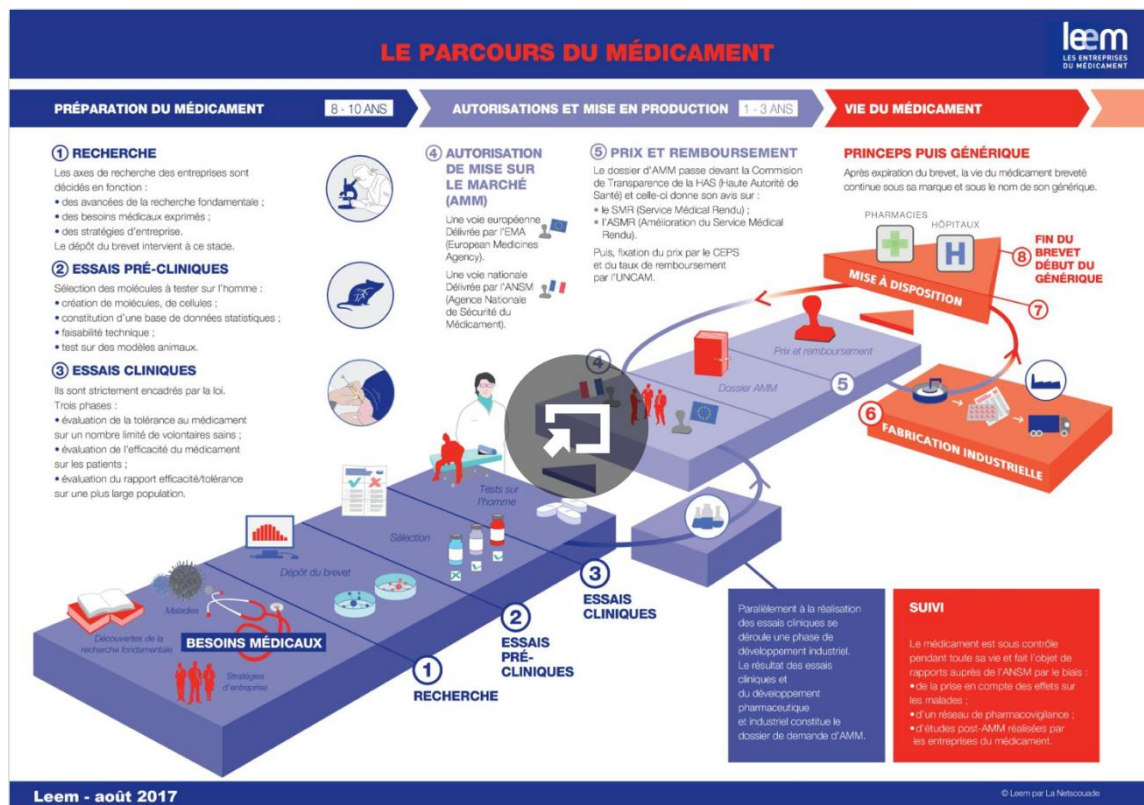 LE PARCOURS DU MÉDICAMENT
leem
LES ENTREPRISES
DU MÉDICAMENT
PRÉPARATION DU MÉDICAMENT
8 - 10 ANS
AUTORISATIONS ET MISE EN PRODUCTION
1 - 3 ANS
VIE DU MÉDICAMENT
1 RECHERCHE
Les axes de recherche des entreprises sont
décidés en fonction :
• des avancées de la recherche fondamentale ;
• des besoins médicaux exprimés ;
• des stratégies d'entreprise.
Le dépôt du brevet intervient à ce stade.
2 ESSAIS PRÉ-CLINIQUES
Sélection des molécules à tester sur l'homme :
• création de molécules, de cellules ;
• constitution d'une base de données statistiques ;
• faisabilité technique ;
• test sur des modèles animaux.
3 ESSAIS CLINIQUES
Ils sont strictement encadrés par la loi.
Trois phases :
• évaluation de la tolérance au médicament
sur un nombre limité de volontaires sains ;
• évaluation de l'efficacité du médicament
sur les patients ;
• évaluation du rapport efficacité/tolérance
sur une plus large population.
4 AUTORISATION
DE MISE SUR
LE MARCHÉ
(AMM)
Une voie européenne
Délivrée par l'EMA
(European Medicines
Agency).
Une voie nationale
Délivrée par l'ANSM
(Agence Nationale
de Sécurité du
Médicament).
5 PRIX ET REMBOURSEMENT
Le dossier d'AMM passe devant la Commision
de Transparence de la HAS (Haute Autorité de
Santé) et celle-ci donne son avis sur :
• le SMR (Service Médical Rendu) ;
• l'ASMR (Amélioration du Service Médical
Rendu).
Puis, fixation du prix par le CEPS
et du taux de remboursement
par l'UNCAM.
PRINCEPS PUIS GÉNÉRIQUE
Après expiration du brevet, la vie du médicament breveté
continue sous sa marque et sous le nom de son générique.
PHARMACIES
HÔPITAUX
H
8 FIN DU
BREVET
DÉBUT DU
GÉNÉRIQUE
MISE À DISPOSITION
7
4
Prix et remboursement
Dossier AMM
5
6
FABRICATION INDUSTRIELLE
Tests sur
l'homme
Sélection
Dépôt du brevet
Maladies
Découvertes de la
recherche fondamentale
BESOINS MÉDICAUX
Stratégies
d'entreprise
3
ESSAIS
CLINIQUES
2
ESSAIS
PRÉ-
CLINIQUES
1
RECHERCHE
Parallèlement à la réalisation
des essais cliniques se
déroule une phase de
développement industriel.
Le résultat des essais
cliniques et
du développement
pharmaceutique
et industriel constitue le
dossier de demande d'AMM.
SUIVI
Le médicament est sous contrôle
pendant toute sa vie et fait l'objet de
rapports auprès de l'ANSM par le biais :
• de la prise en compte des effets sur
les malades ;
• d'un réseau de pharmacovigilance ;
• d'études post-AMM réalisées par
les entreprises du médicament.
Leem - août 2017
© Leem par La Netscouade